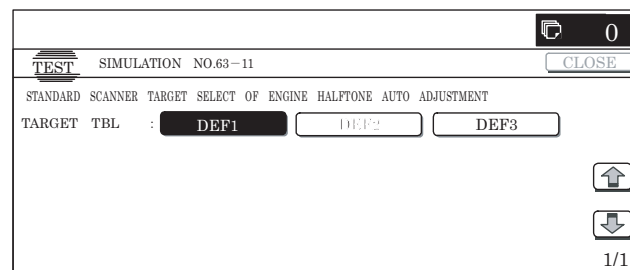 0
TEST SIMULATION NO.63-11 CLOSE
STANDARD SCANNER TARGET SELECT OF ENGINE HALFTONE AUTO ADJUSTMENT
TARGET TBL : DEF1 DEF2 DEF3
1/1